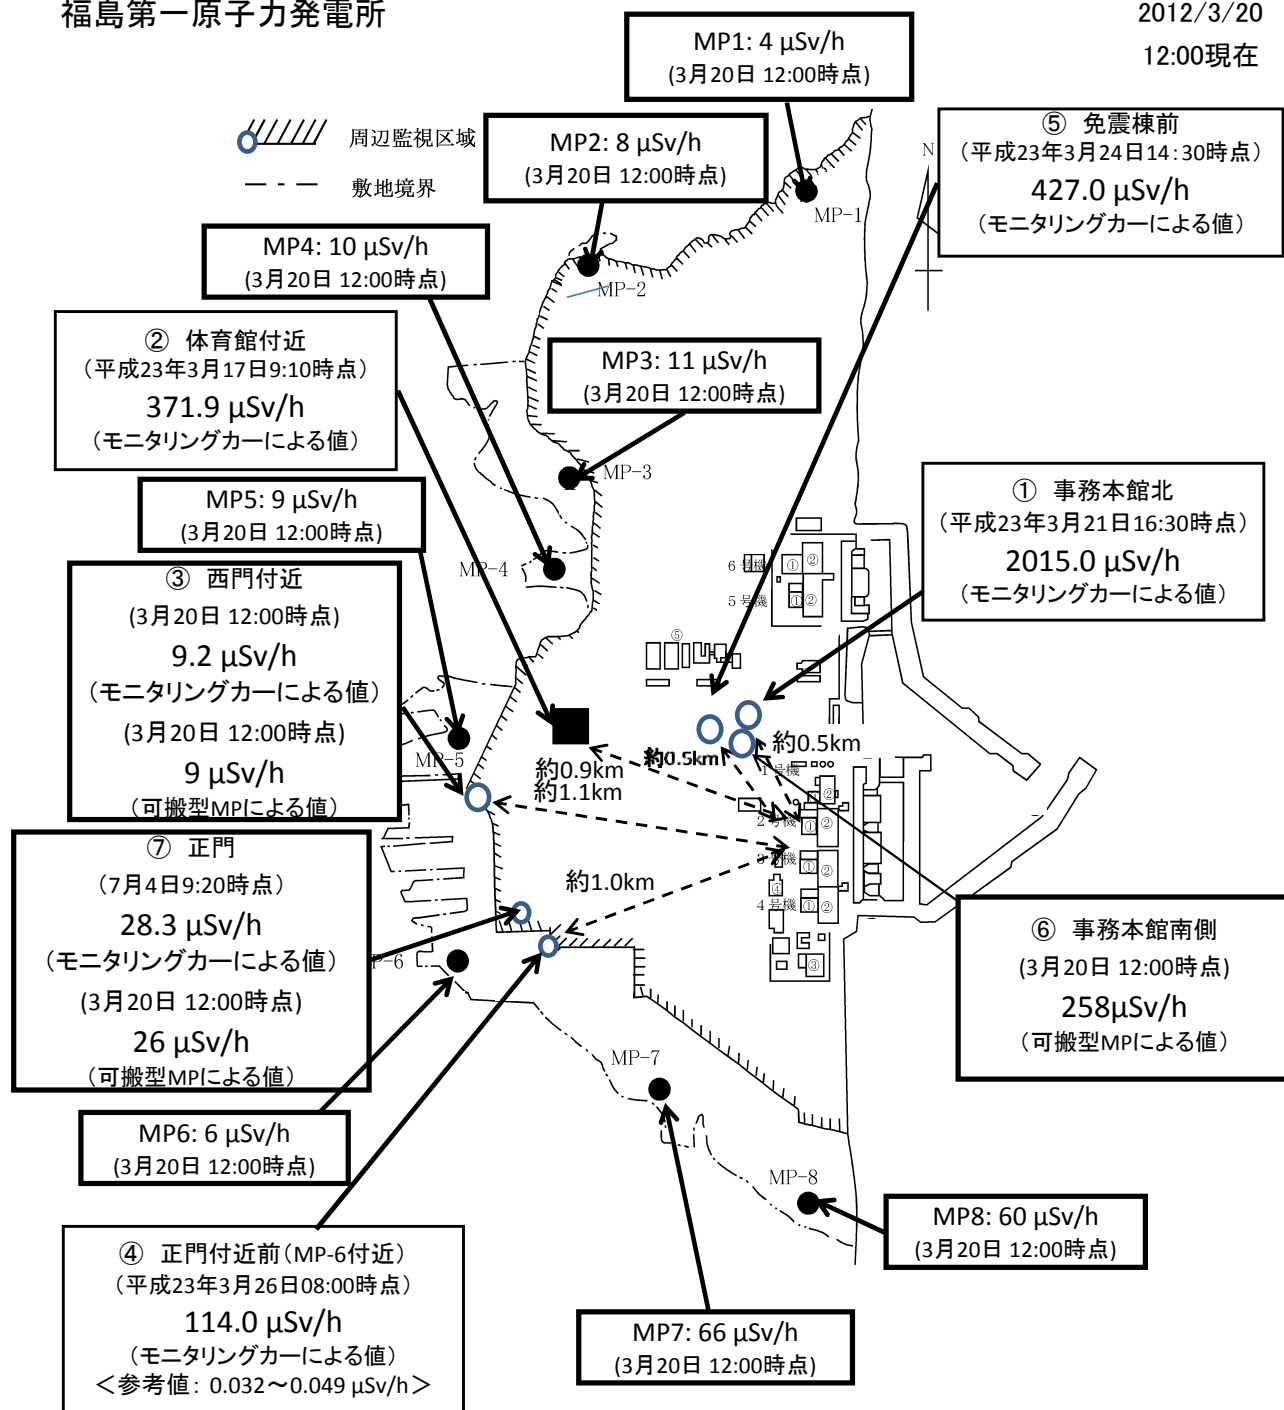 福島第一原子力発電所
2012/3/20
12:00現在
MP1: 4 μSv/h
(3月20日 12:00時点)
周辺監視区域
敷地境界
MP2: 8 μSv/h
(3月20日 12:00時点)
⑤ 免震棟前
(平成23年3月24日14:30時点)
427.0 μSv/h
(モニタリングカーによる値)
N
MP-1
MP4: 10 μSv/h
(3月20日 12:00時点)
MP-2
② 体育館付近
(平成23年3月17日9:10時点)
371.9 μSv/h
(モニタリングカーによる値)
MP3: 11 μSv/h
(3月20日 12:00時点)
MP-3
MP5: 9 μSv/h
(3月20日 12:00時点)
① 事務本館北
(平成23年3月21日16:30時点)
2015.0 μSv/h
(モニタリングカーによる値)
MP-4
6号機
① ②
5号機
① ②
⑤
③ 西門付近
(3月20日 12:00時点)
9.2 μSv/h
(モニタリングカーによる値)
(3月20日 12:00時点)
9 μSv/h
(可搬型MPによる値)
MP-5
約0.9km
約1.1km
約0.5km
約0.5km
1号機
① ②
2号機
① ②
3号機
① ②
④
4号機
① ②
③
約1.0km
⑦ 正門
(7月4日9:20時点)
28.3 μSv/h
(モニタリングカーによる値)
(3月20日 12:00時点)
26 μSv/h
(可搬型MPによる値)
P-6
⑥ 事務本館南側
(3月20日 12:00時点)
258μSv/h
(可搬型MPによる値)
MP-7
MP6: 6 μSv/h
(3月20日 12:00時点)
MP-8
MP8: 60 μSv/h
(3月20日 12:00時点)
④ 正門付近前(MP-6付近)
(平成23年3月26日08:00時点)
114.0 μSv/h
(モニタリングカーによる値)
<参考値: 0.032~0.049 μSv/h>
MP7: 66 μSv/h
(3月20日 12:00時点)